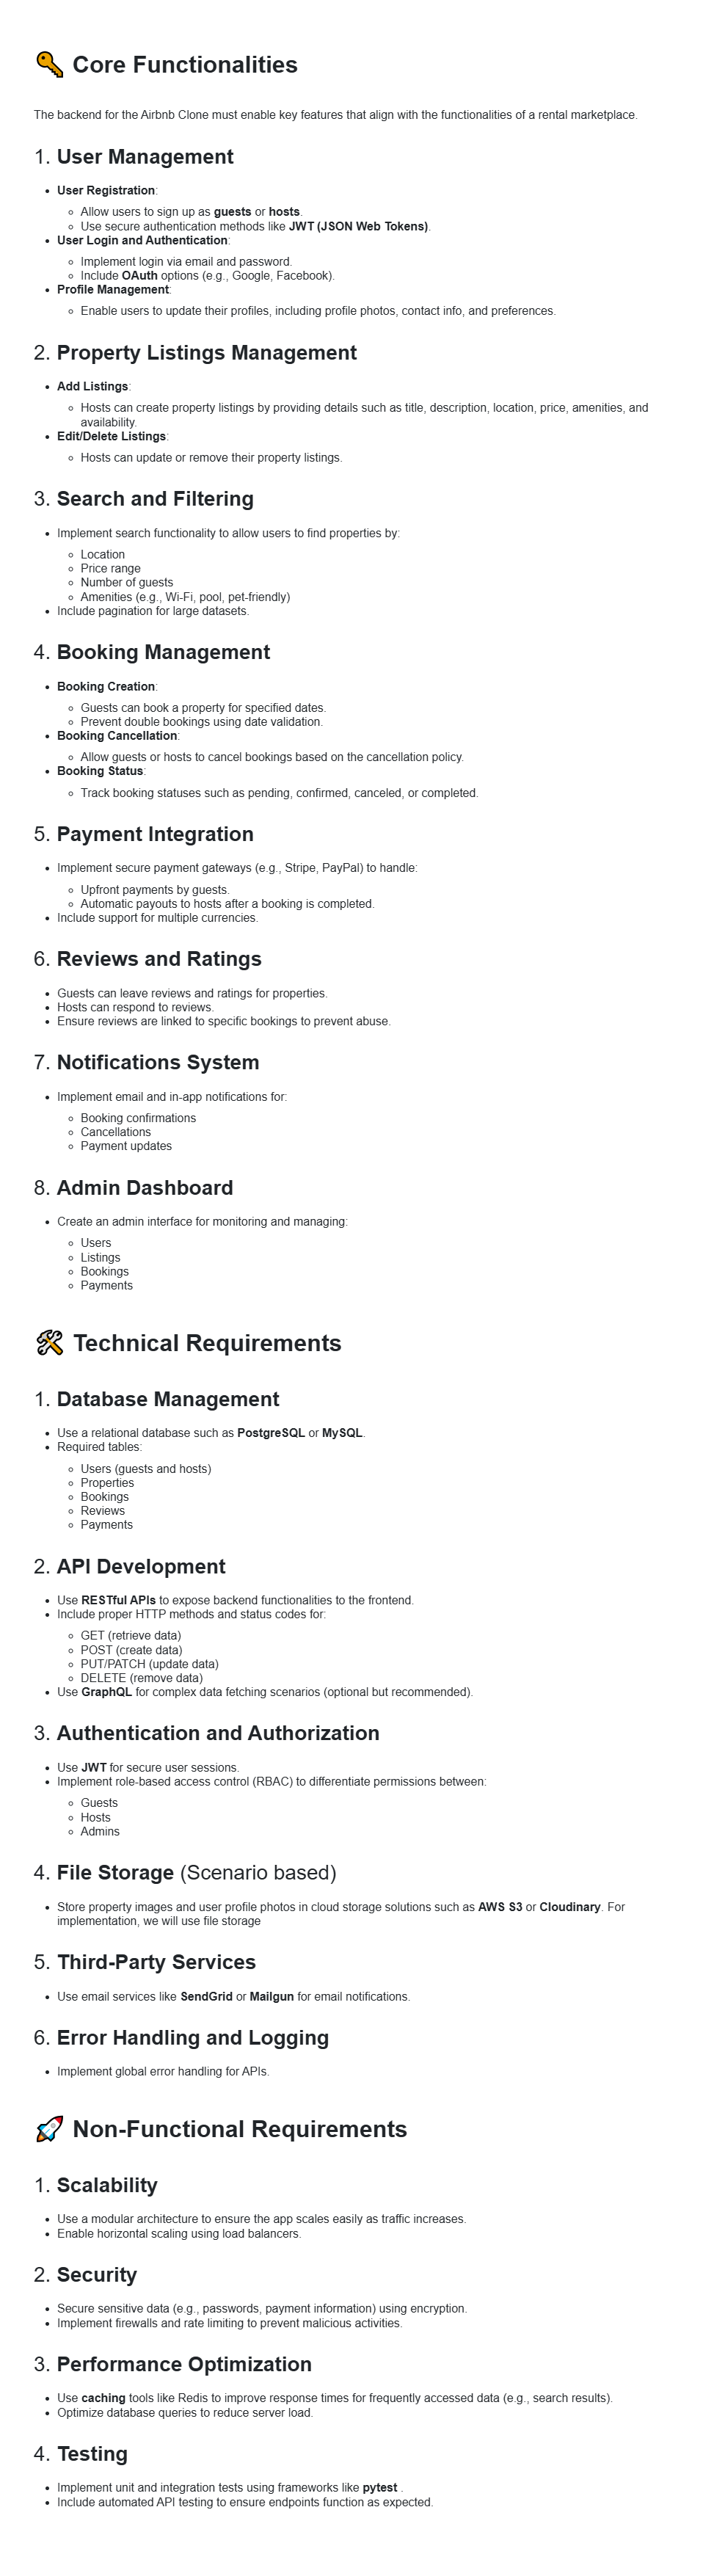 🔑 Core Functionalities
The backend for the Airbnb Clone must enable key features that align with the functionalities of a rental marketplace.
1. User Management
• User Registration:
◦ Allow users to sign up as guests or hosts.
◦ Use secure authentication methods like JWT (JSON Web Tokens).
• User Login and Authentication:
◦ Implement login via email and password.
◦ Include OAuth options (e.g., Google, Facebook).
• Profile Management:
◦ Enable users to update their profiles, including profile photos, contact info, and preferences.
2. Property Listings Management
• Add Listings:
◦ Hosts can create property listings by providing details such as title, description, location, price, amenities, and
availability.
• Edit/Delete Listings:
◦ Hosts can update or remove their property listings.
3. Search and Filtering
• Implement search functionality to allow users to find properties by:
◦ Location
◦ Price range
◦ Number of guests
◦ Amenities (e.g., Wi-Fi, pool, pet-friendly)
• Include pagination for large datasets.
4. Booking Management
• Booking Creation:
◦ Guests can book a property for specified dates.
◦ Prevent double bookings using date validation.
• Booking Cancellation:
◦ Allow guests or hosts to cancel bookings based on the cancellation policy.
• Booking Status:
◦ Track booking statuses such as pending, confirmed, canceled, or completed.
5. Payment Integration
• Implement secure payment gateways (e.g., Stripe, PayPal) to handle:
◦ Upfront payments by guests.
◦ Automatic payouts to hosts after a booking is completed.
• Include support for multiple currencies.
6. Reviews and Ratings
• Guests can leave reviews and ratings for properties.
• Hosts can respond to reviews.
• Ensure reviews are linked to specific bookings to prevent abuse.
7. Notifications System
• Implement email and in-app notifications for:
◦ Booking confirmations
◦ Cancellations
◦ Payment updates
8. Admin Dashboard
• Create an admin interface for monitoring and managing:
◦ Users
◦ Listings
◦ Bookings
◦ Payments
🛠️ Technical Requirements
1. Database Management
• Use a relational database such as PostgreSQL or MySQL.
• Required tables:
◦ Users (guests and hosts)
◦ Properties
◦ Bookings
◦ Reviews
◦ Payments
2. API Development
• Use RESTful APIs to expose backend functionalities to the frontend.
• Include proper HTTP methods and status codes for:
◦ GET (retrieve data)
◦ POST (create data)
◦ PUT/PATCH (update data)
◦ DELETE (remove data)
• Use GraphQL for complex data fetching scenarios (optional but recommended).
3. Authentication and Authorization
• Use JWT for secure user sessions.
• Implement role-based access control (RBAC) to differentiate permissions between:
◦ Guests
◦ Hosts
◦ Admins
4. File Storage (Scenario based)
• Store property images and user profile photos in cloud storage solutions such as AWS S3 or Cloudinary. For
implementation, we will use file storage
5. Third-Party Services
• Use email services like SendGrid or Mailgun for email notifications.
6. Error Handling and Logging
• Implement global error handling for APIs.
🚀 Non-Functional Requirements
1. Scalability
• Use a modular architecture to ensure the app scales easily as traffic increases.
• Enable horizontal scaling using load balancers.
2. Security
• Secure sensitive data (e.g., passwords, payment information) using encryption.
• Implement firewalls and rate limiting to prevent malicious activities.
3. Performance Optimization
• Use caching tools like Redis to improve response times for frequently accessed data (e.g., search results).
• Optimize database queries to reduce server load.
4. Testing
• Implement unit and integration tests using frameworks like pytest .
• Include automated API testing to ensure endpoints function as expected.